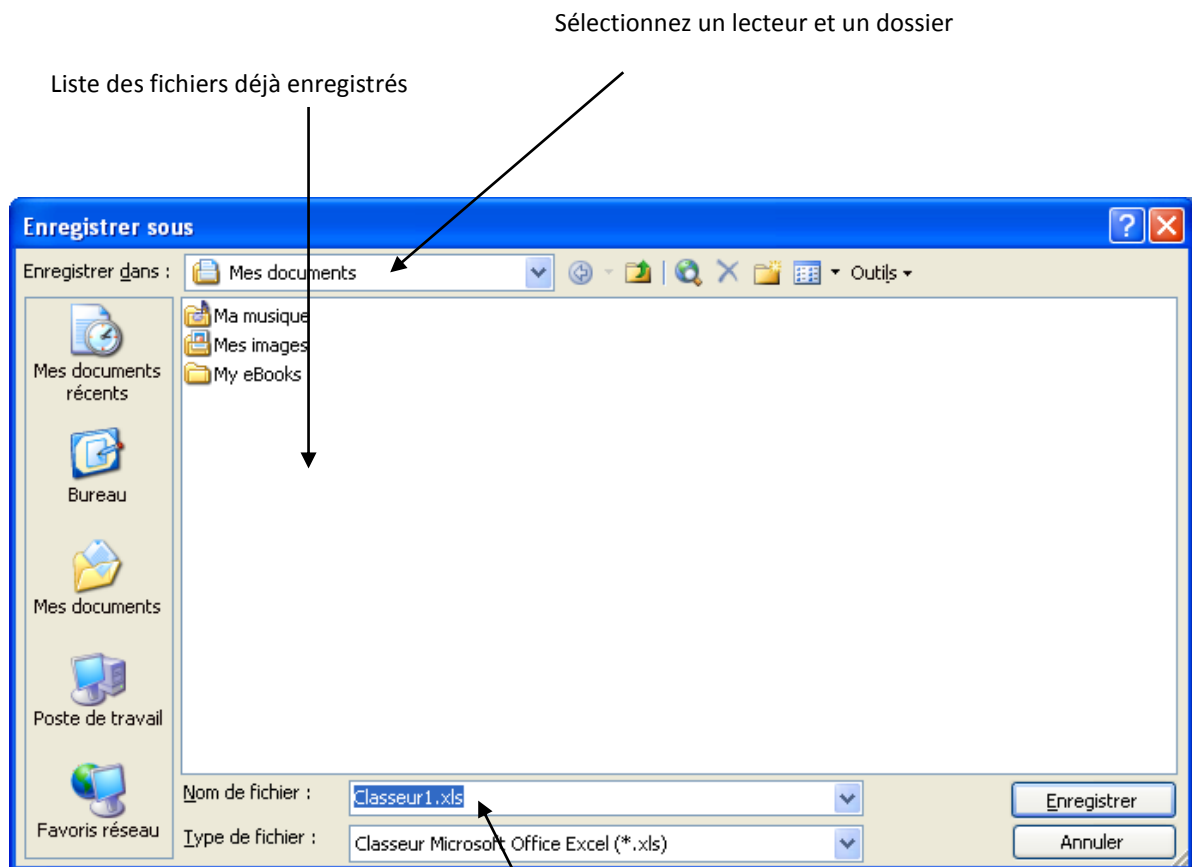 Sélectionnez un lecteur et un dossier
Liste des fichiers déjà enregistrés
Enregistrer sous
Enregistrer dans :
Mes documents
Outils
Ma musique
Mes images
My eBooks
Mes documents
récents
Bureau
Mes documents
Poste de travail
Favoris réseau
Nom de fichier :
Classeur1.xls
Enregistrer
Type de fichier :
Classeur Microsoft Office Excel (*.xls)
Annuler